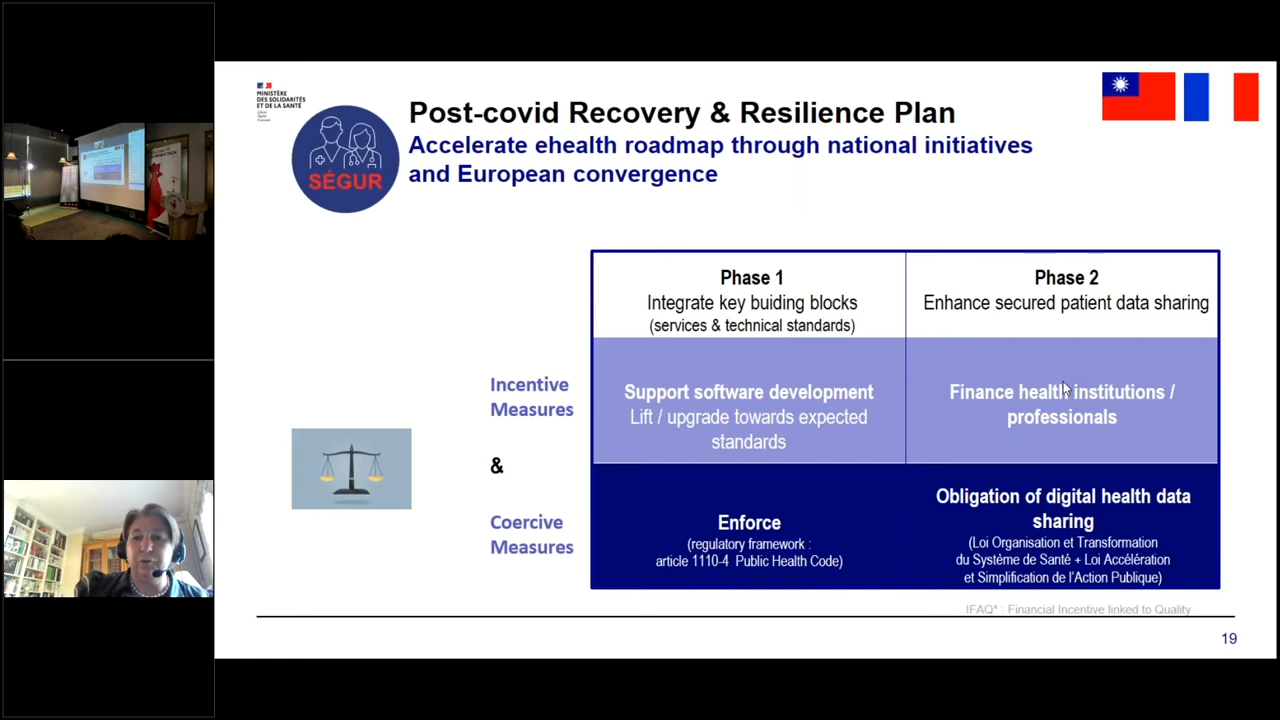 MINISTÈRE
DES SOLIDARITÉS
ET DE LA SANTÉ
SÉGUR
Post-covid Recovery & Resilience Plan
Accelerate ehealth roadmap through national initiatives
and European convergence
Phase 1
Integrate key buiding blocks
(services & technical standards)
Phase 2
Enhance secured patient data sharing
Incentive
Measures
Support software development
Lift / upgrade towards expected
standards
Finance health institutions /
professionals
&
Coercive
Measures
Enforce
(regulatory framework :
article 1110-4 Public Health Code)
Obligation of digital health data
sharing
(Loi Organisation et Transformation
du Système de Santé + Loi Accélération
et Simplification de l'Action Publique)
IFAQ* : Financial Incentive linked to Quality
19